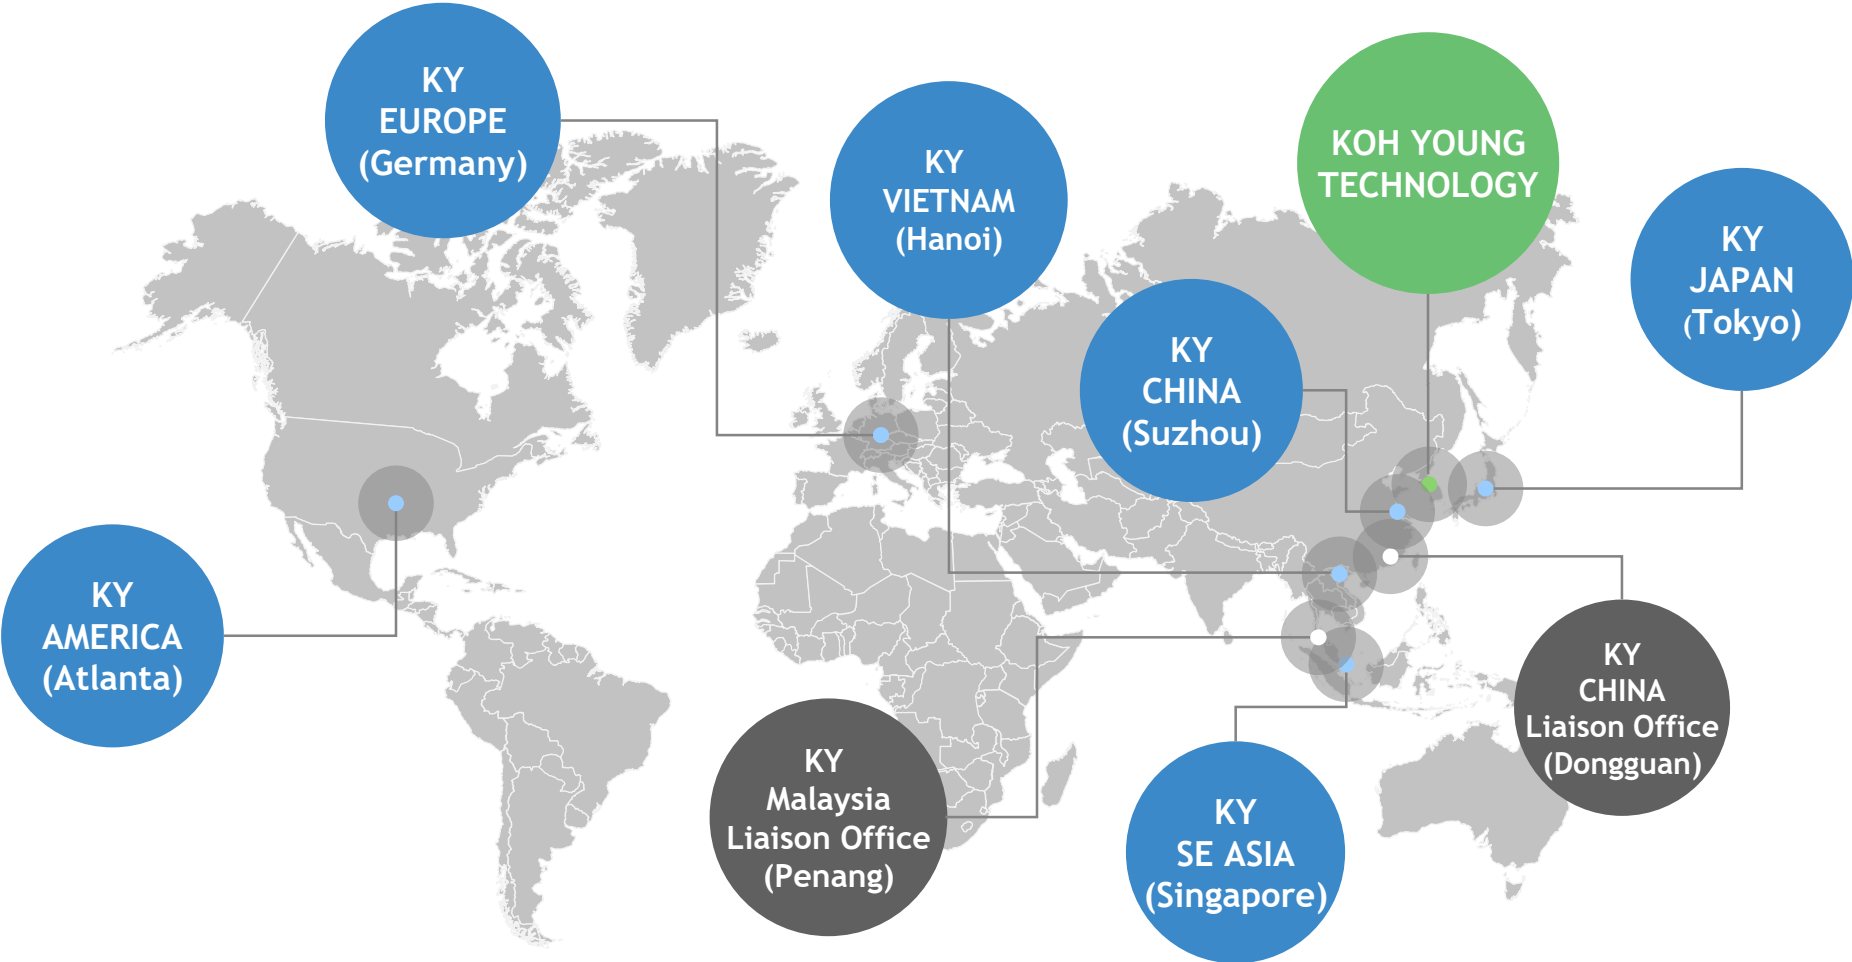 KY
EUROPE
(Germany)
KY
VIETNAM
(Hanoi)
KOH YOUNG
TECHNOLOGY
KY
JAPAN
(Tokyo)
KY
CHINA
(Suzhou)
KY
AMERICA
(Atlanta)
KY
Malaysia
Liaison Office
(Penang)
KY
SE ASIA
(Singapore)
KY
CHINA
Liaison Office
(Dongguan)